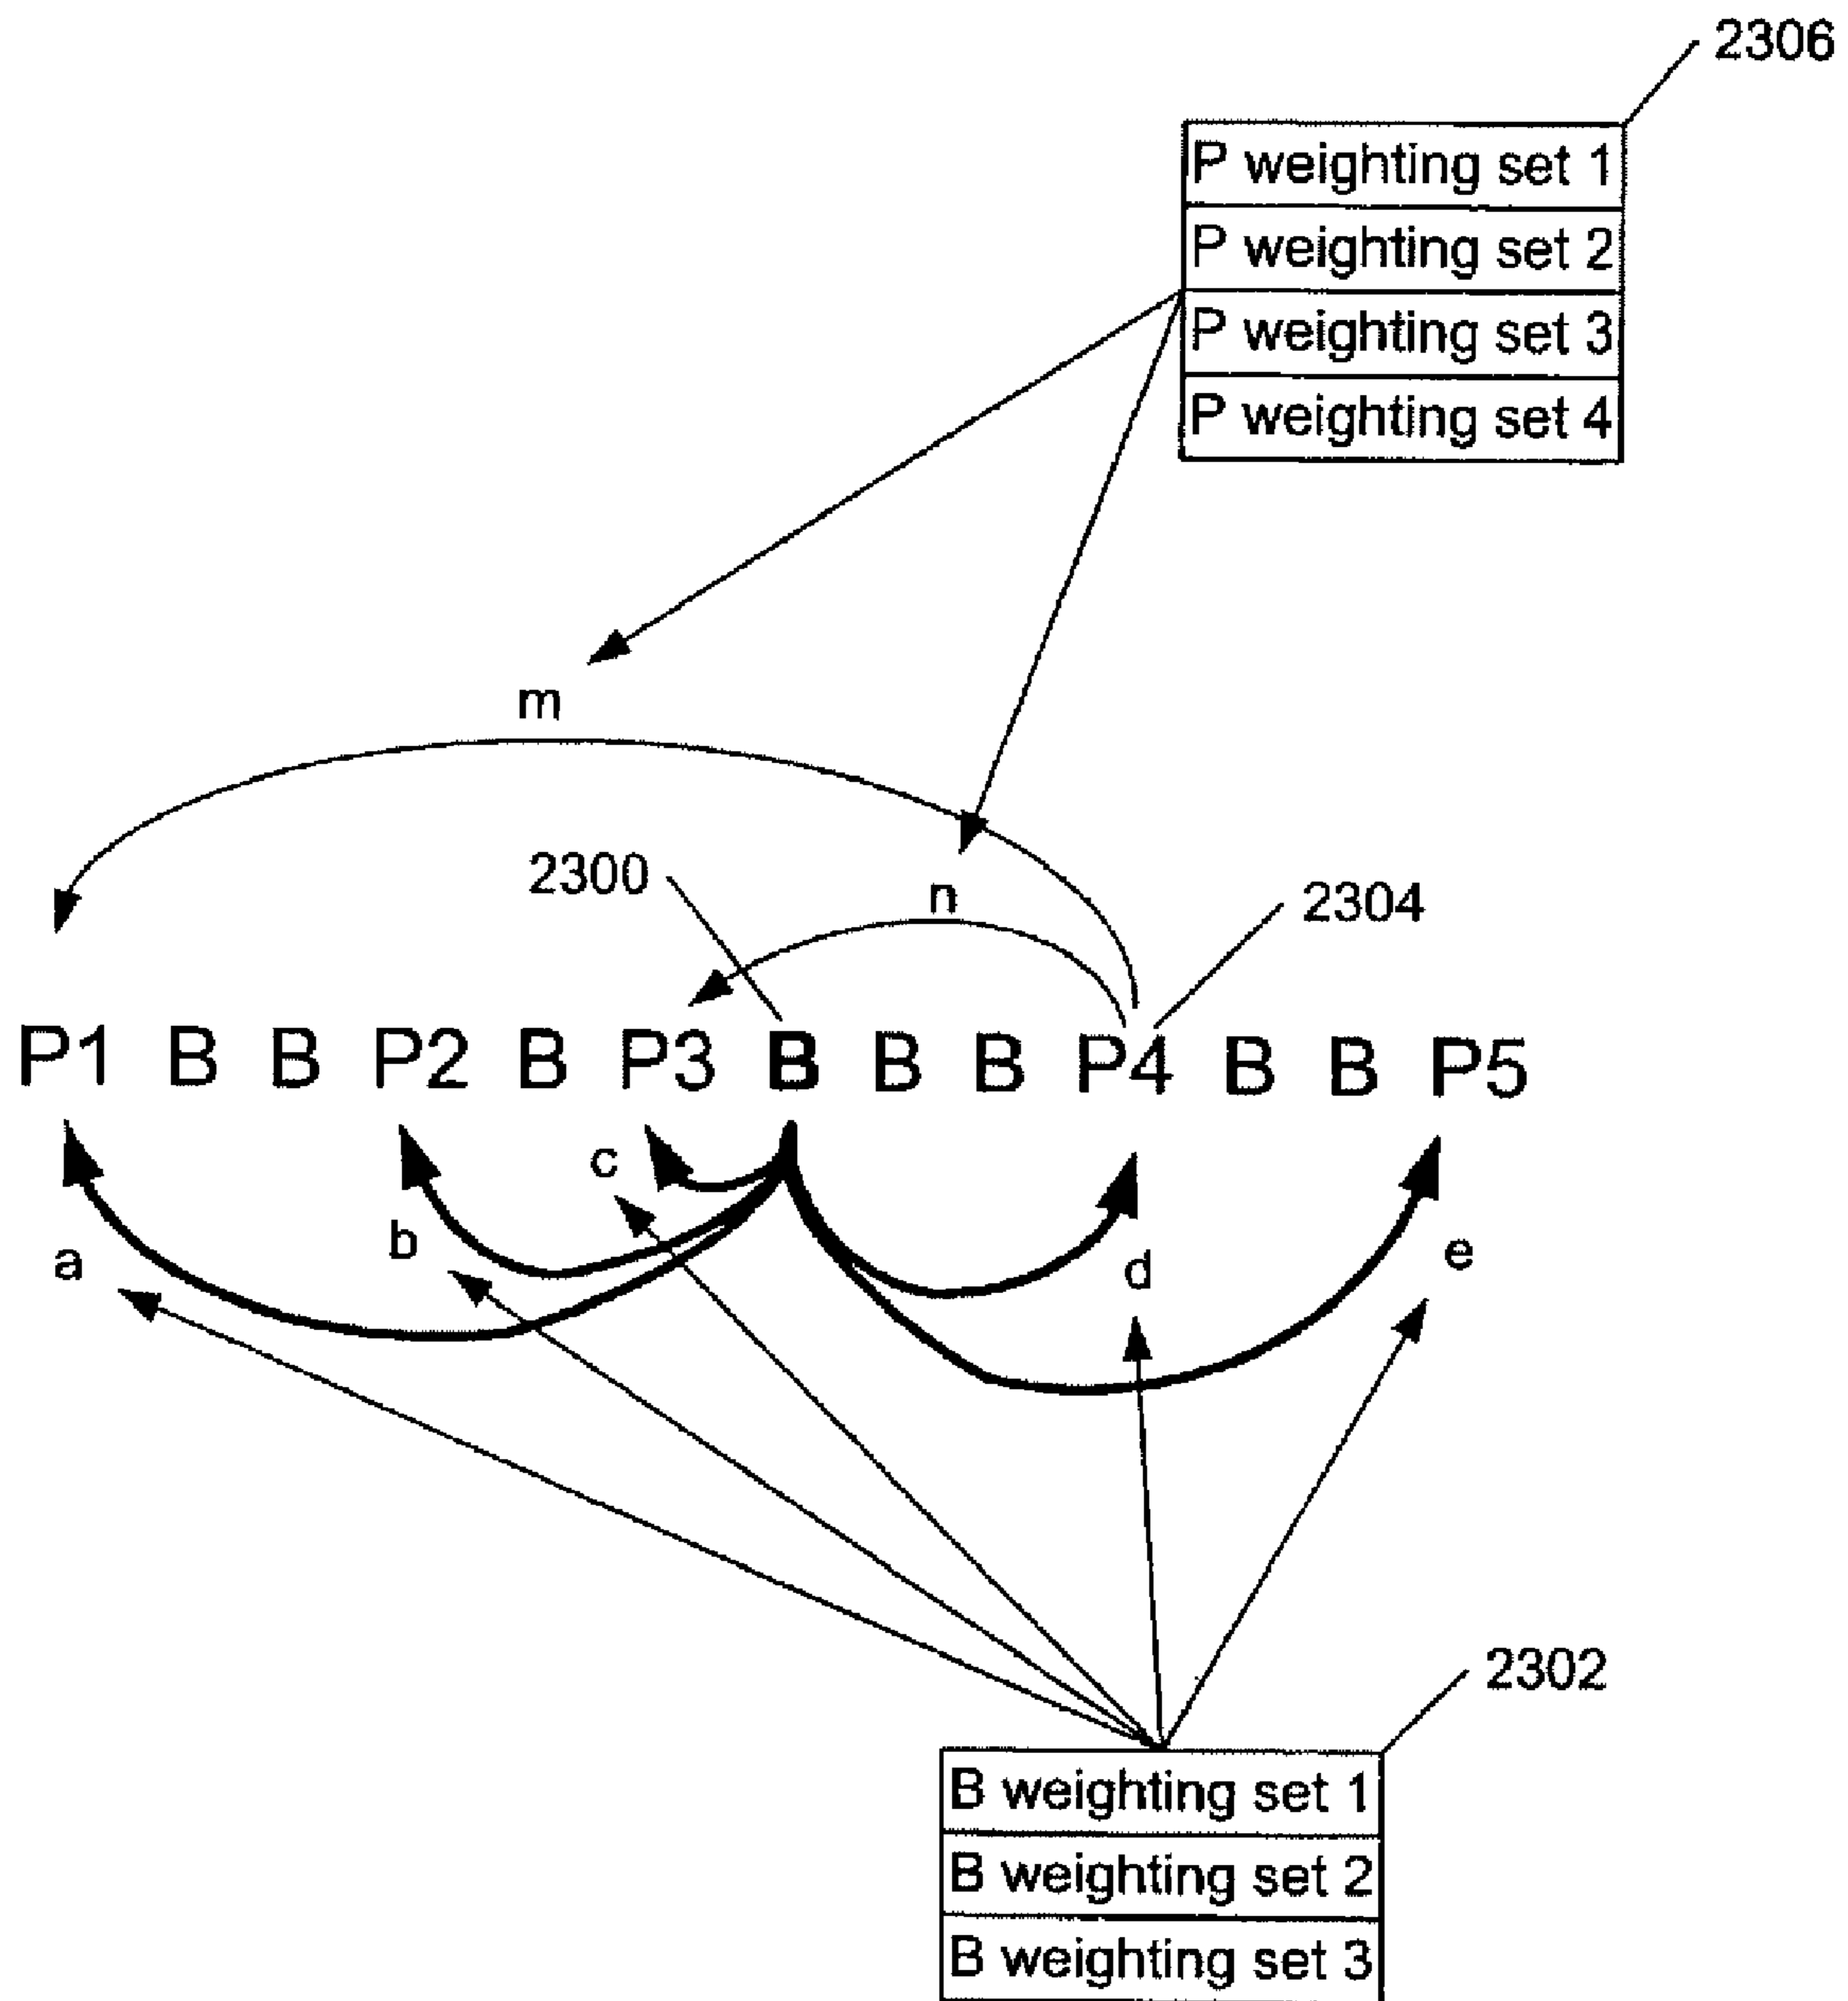 2306
P weighting set 1
P weighting set 2
P weighting set 3
P weighting set 4
m
2300
n
2304
P1 B B P2 B P3 B B B P4 B B P5
c
b
a
d
e
2302
B weighting set 1
B weighting set 2
B weighting set 3